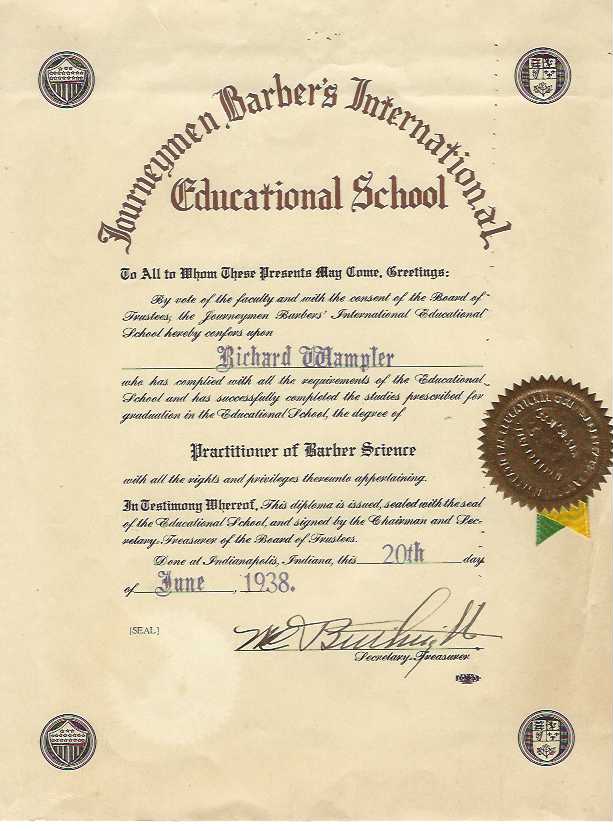 Journeymen Barber's International
Educational School
To All to Whom These Presents May Come, Greetings:
By vote of the faculty and with the consent of the Board of
Trustees, the Journeymen Barbers' International Educational
School hereby confers upon
Richard Wampler
who has complied with all the requirements of the Educational
School and has successfully completed the studies prescribed for
graduation in the Educational School, the degree of
Practitioner of Barber Science
with all the rights and privileges thereunto appertaining.
In Testimony Whereof, This diploma is issued, sealed with the seal
of the Educational School, and signed by the Chairman and Sec-
retary-Treasurer of the Board of Trustees.
Done at Indianapolis, Indiana, this 20th day
of June, 1938.
[SEAL]
Secretary-Treasurer